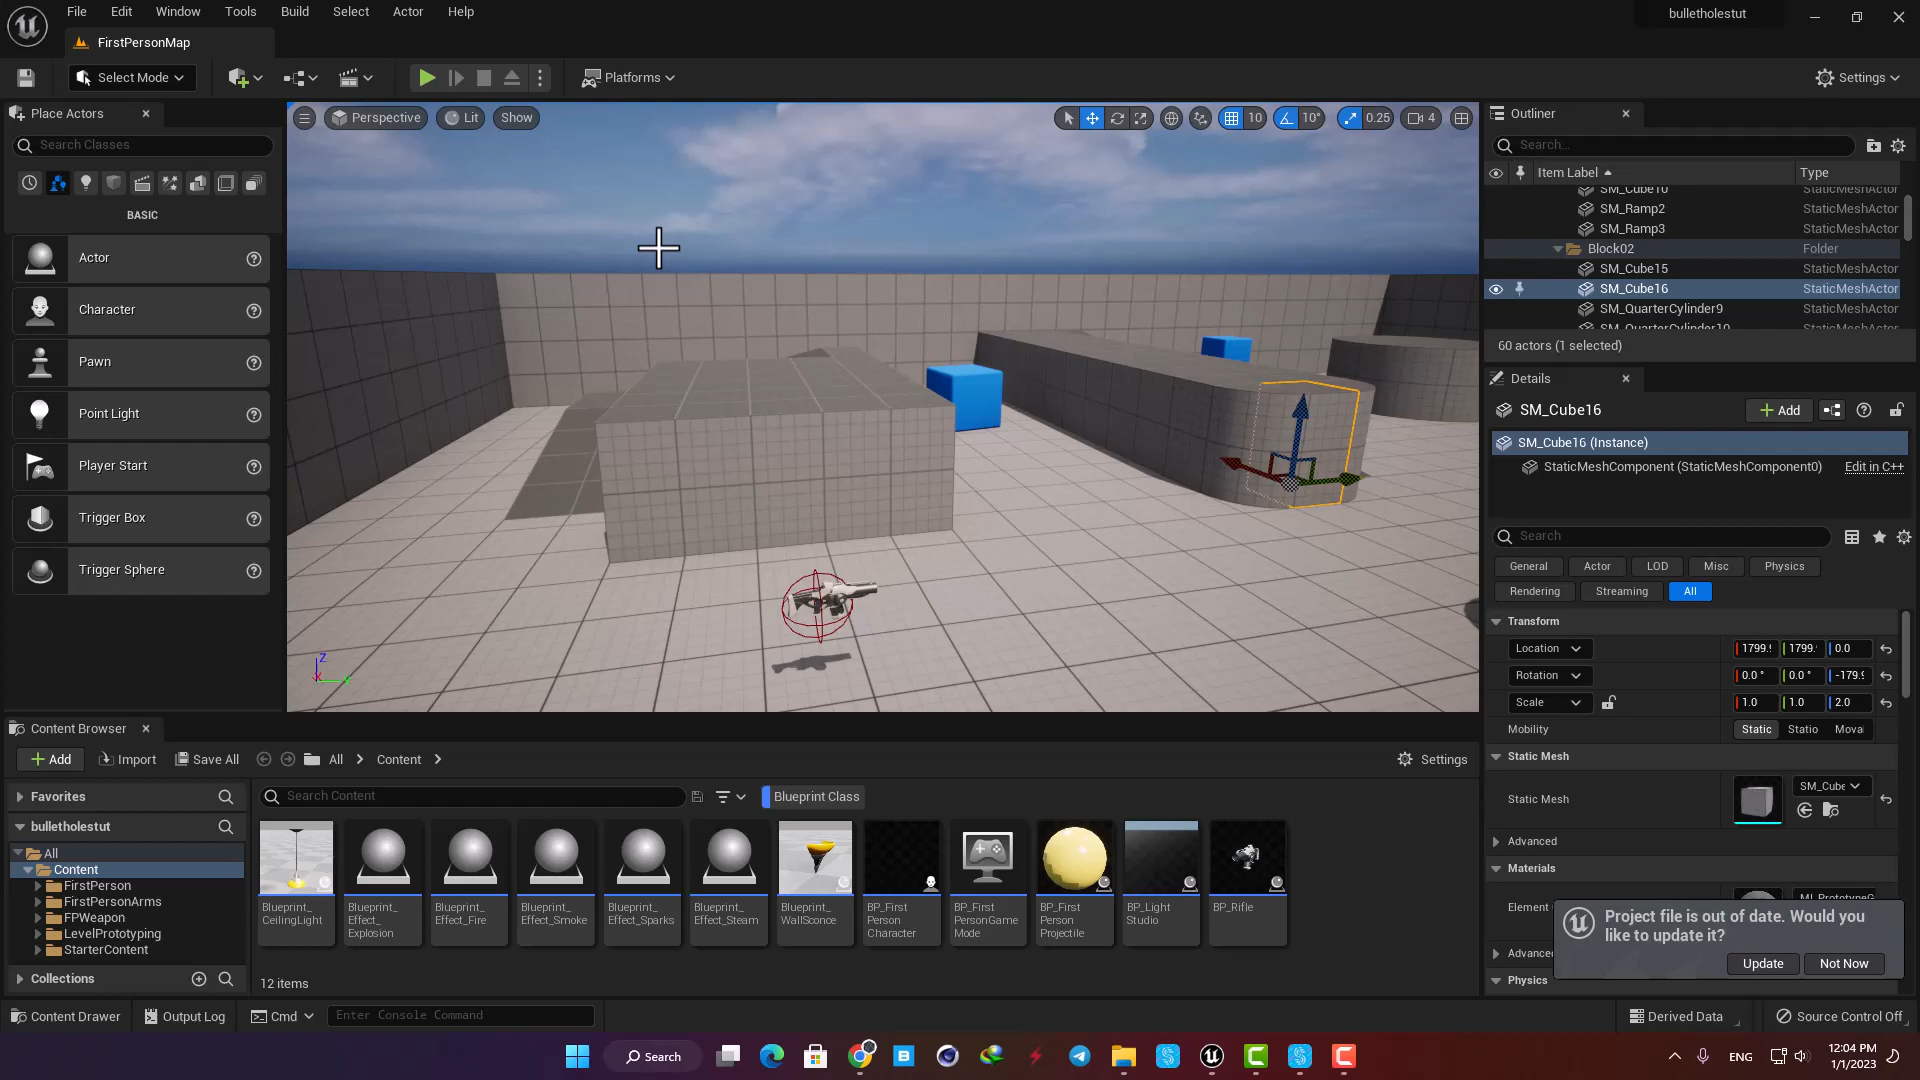 File Edit Window Tools Build Select Actor Help
bulletholestut
FirstPersonMap
Select Mode
Platforms
Settings
Place Actors
Search Classes
BASIC
Actor
Character
Pawn
Point Light
Player Start
Trigger Box
Trigger Sphere
Perspective Lit Show
10 10° 0.25 4
Z
Y
Outliner
Search...
Item Label Type
SM_Cube10 StaticMeshActor
SM_Ramp2 StaticMeshActor
SM_Ramp3 StaticMeshActor
Block02 Folder
SM_Cube15 StaticMeshActor
SM_Cube16 StaticMeshActor
SM_QuarterCylinder9 StaticMeshActor
SM_QuarterCylinder10 StaticMeshActor
60 actors (1 selected)
Details
SM_Cube16 Add
SM_Cube16 (Instance)
StaticMeshComponent (StaticMeshComponent0) Edit in C++
Search
General Actor LOD Misc Physics
Rendering Streaming All
Transform
Location 1799.9 1799. 0.0
Rotation 0.0 ° 0.0 ° -179.9
Scale 1.0 1.0 2.0
Mobility Static Statio Moval
Static Mesh
Static Mesh SM_Cube
Advanced
Materials
Element
Advanced
Physics
Project file is out of date. Would you
like to update it?
Update Not Now
Content Browser
Add Import Save All All Content Settings
Favorites
bulletholestut
All
Content
FirstPerson
FirstPersonArms
FPWeapon
LevelPrototyping
StarterContent
Collections
Search Content Blueprint Class
Blueprint_
CeilingLight
Blueprint_
Effect_
Explosion
Blueprint_
Effect_Fire
Blueprint_
Effect_Smoke
Blueprint_
Effect_Sparks
Blueprint_
Effect_Steam
Blueprint_
WallSconce
BP_First
Person
Character
BP_First
PersonGame
Mode
BP_First
Person
Projectile
BP_Light
Studio
BP_Rifle
12 items
Content Drawer Output Log Cmd Enter Console Command Derived Data Source Control Off
Search
ENG
12:04 PM
1/1/2023